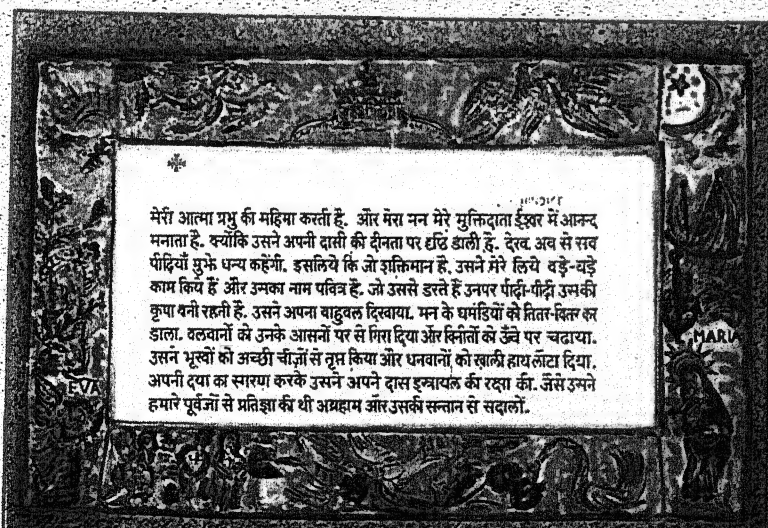 मेरी आत्मा प्रभु की महिमा करती है. और मेरा मन मेरे मुक्तिदाता ईश्वर में आनन्द
मनाता है. क्योंकि उसने अपनी दासी की दीनता पर दृष्टि डाली है. देख अब से सब
पीढ़ियाँ मुझे धन्य कहेंगी. इसलिये कि जो शक्तिमान है. उसने मेरे लिये बड़े-बड़े
काम किये हैं और उसका नाम पवित्र है. जो उससे डरते हैं उनपर पीढ़ी-पीढ़ी उसकी
कृपा बनी रहती है. उसने अपना बाहुबल दिखाया. मन के घमंडियों को तितर-बितर कर
डाला. बलवानों को उनके आसनों पर से गिरा दिया और विनीतों को ऊँचे पर चढाया.
उसने भूखों को अच्छी चीज़ों से तृप्त किया और धनवानों को खाली हाथ लौटा दिया.
अपनी दया का स्मरण करके उसने अपने दास इस्रायल की रक्षा की. जैसे उसने
हमारे पूर्वजों से प्रतिज्ञा की थी अब्रहाम और उसकी सन्तान से सदालों.
EVA
MARIA